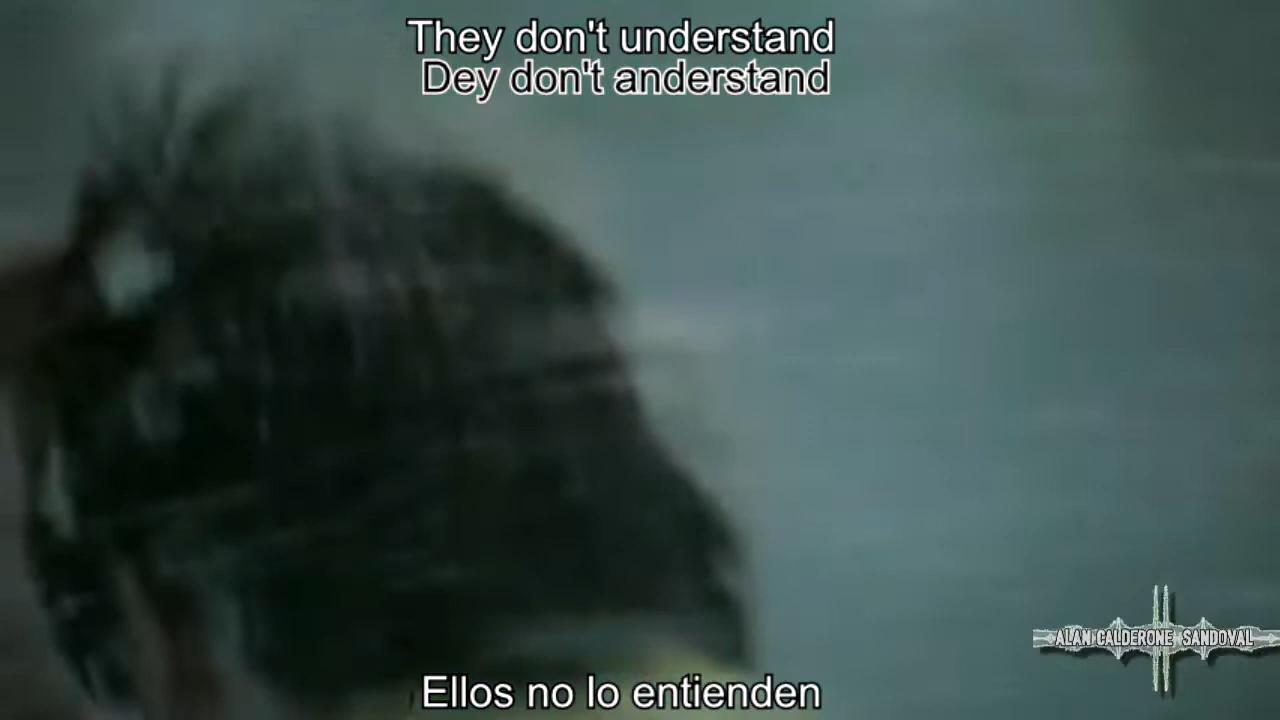 They don't understand
Dey don't anderstand
ALAN CALDERONE SANDOVAL
Ellos no lo entienden